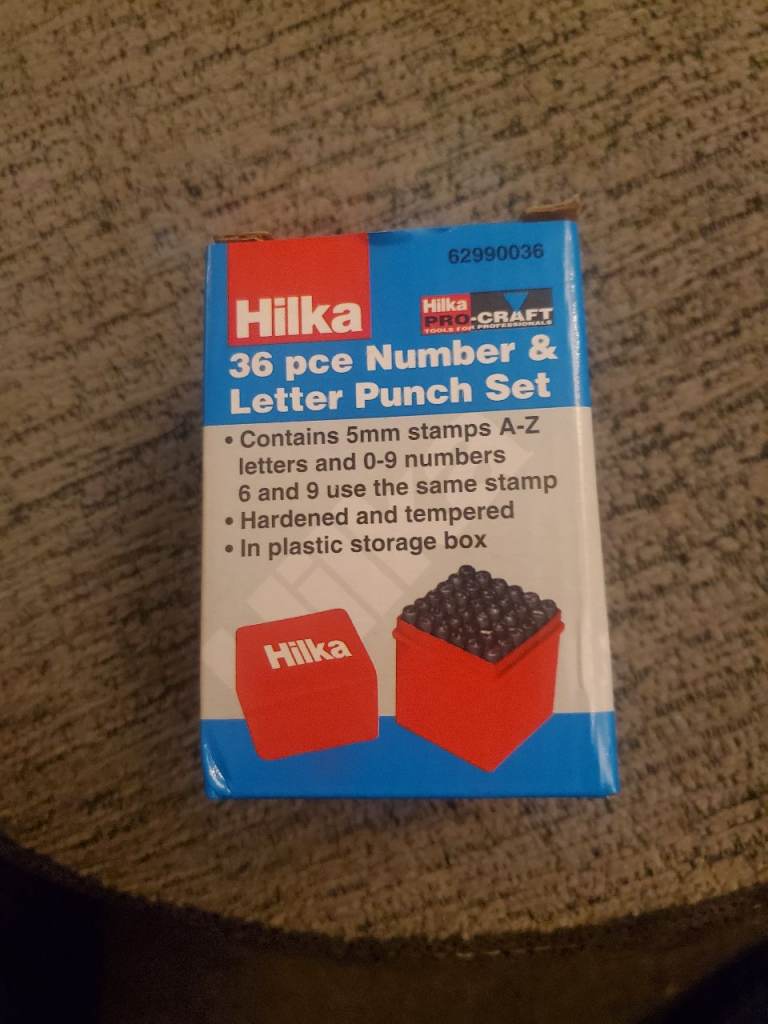 62990036
Hilka
Hilka
PRO-CRAFT
TOOLS FOR PROFESSIONALS
36 pce Number &
Letter Punch Set
• Contains 5mm stamps A-Z
letters and 0-9 numbers
6 and 9 use the same stamp
• Hardened and tempered
• In plastic storage box
Hilka
Hilka